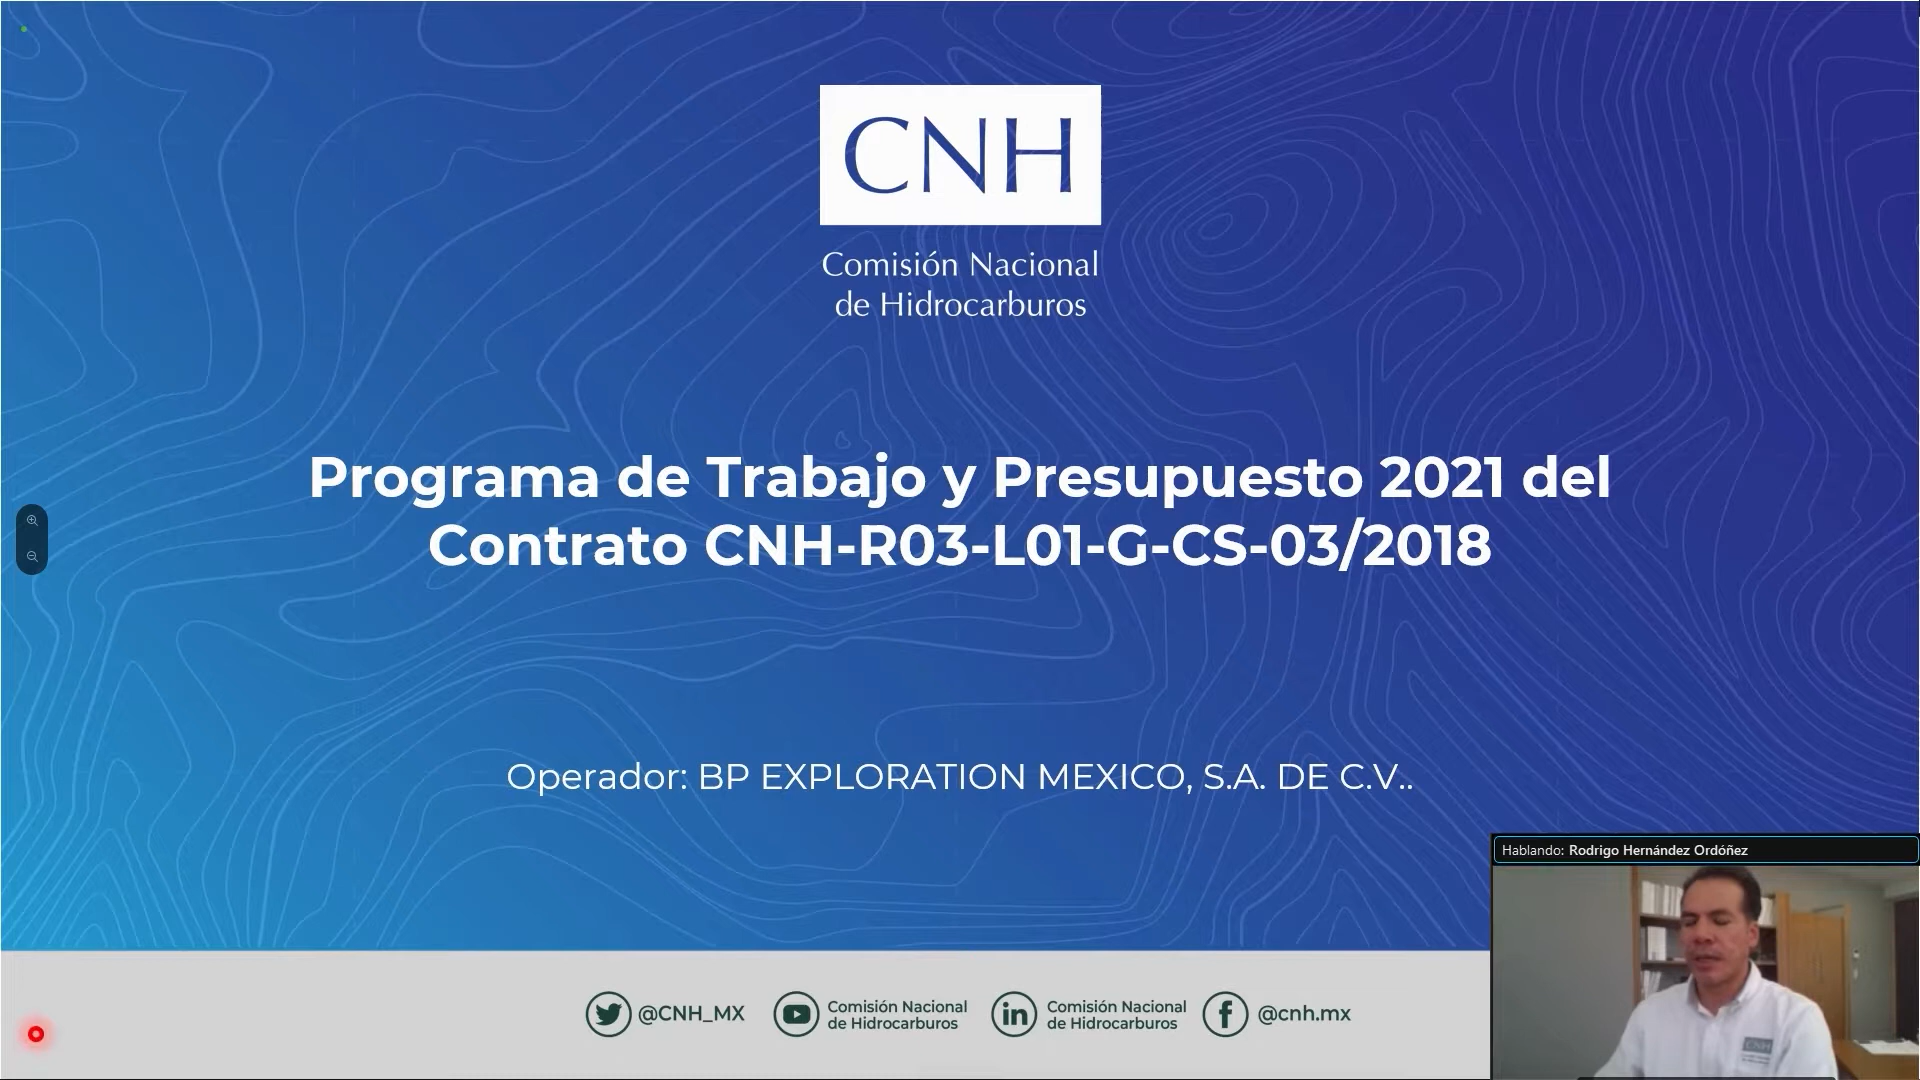 CNH
Comisión Nacional
de Hidrocarburos
Programa de Trabajo y Presupuesto 2021 del
Contrato CNH-R03-L01-G-CS-03/2018
Operador: BP EXPLORATION MEXICO, S.A. DE C.V..
Hablando: Rodrigo Hernández Ordóñez
@CNH_MX
Comisión Nacional
de Hidrocarburos
Comisión Nacional
de Hidrocarburos
@cnh.mx
CNH